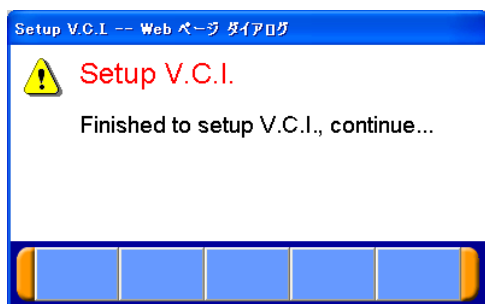 Setup V.C.I -- Web ページ ダイアログ
Setup V.C.I.
Finished to setup V.C.I., continue...